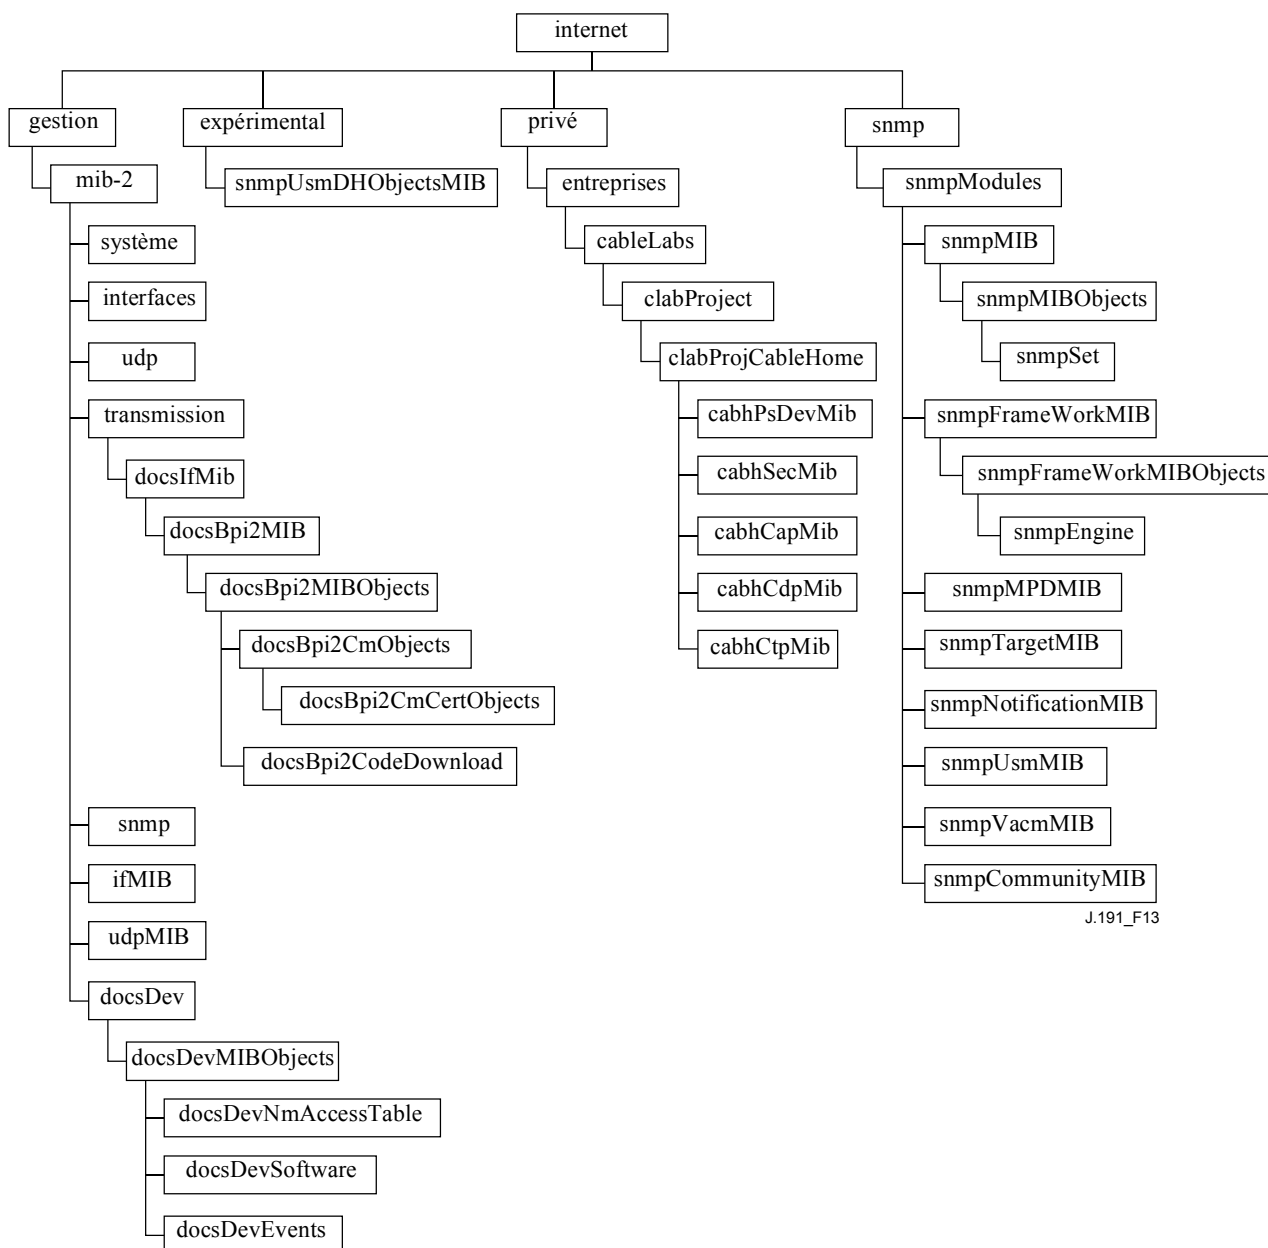 internet
gestion
expérimental
privé
snmp
mib-2
snmpUsmDHObjectsMIB
entreprises
snmpModules
système
cableLabs
snmpMIB
interfaces
clabProject
snmpMIBObjects
udp
clabProjCableHome
snmpSet
transmission
cabhPsDevMib
snmpFrameWorkMIB
docsIfMib
cabhSecMib
snmpFrameWorkMIBObjects
docsBpi2MIB
cabhCapMib
snmpEngine
docsBpi2MIBObjects
cabhCdpMib
snmpMPDMIB
docsBpi2CmObjects
cabhCtpMib
snmpTargetMIB
docsBpi2CmCertObjects
snmpNotificationMIB
docsBpi2CodeDownload
snmpUsmMIB
snmp
snmpVacmMIB
ifMIB
snmpCommunityMIB
J.191_F13
udpMIB
docsDev
docsDevMIBObjects
docsDevNmAccessTable
docsDevSoftware
docsDevEvents